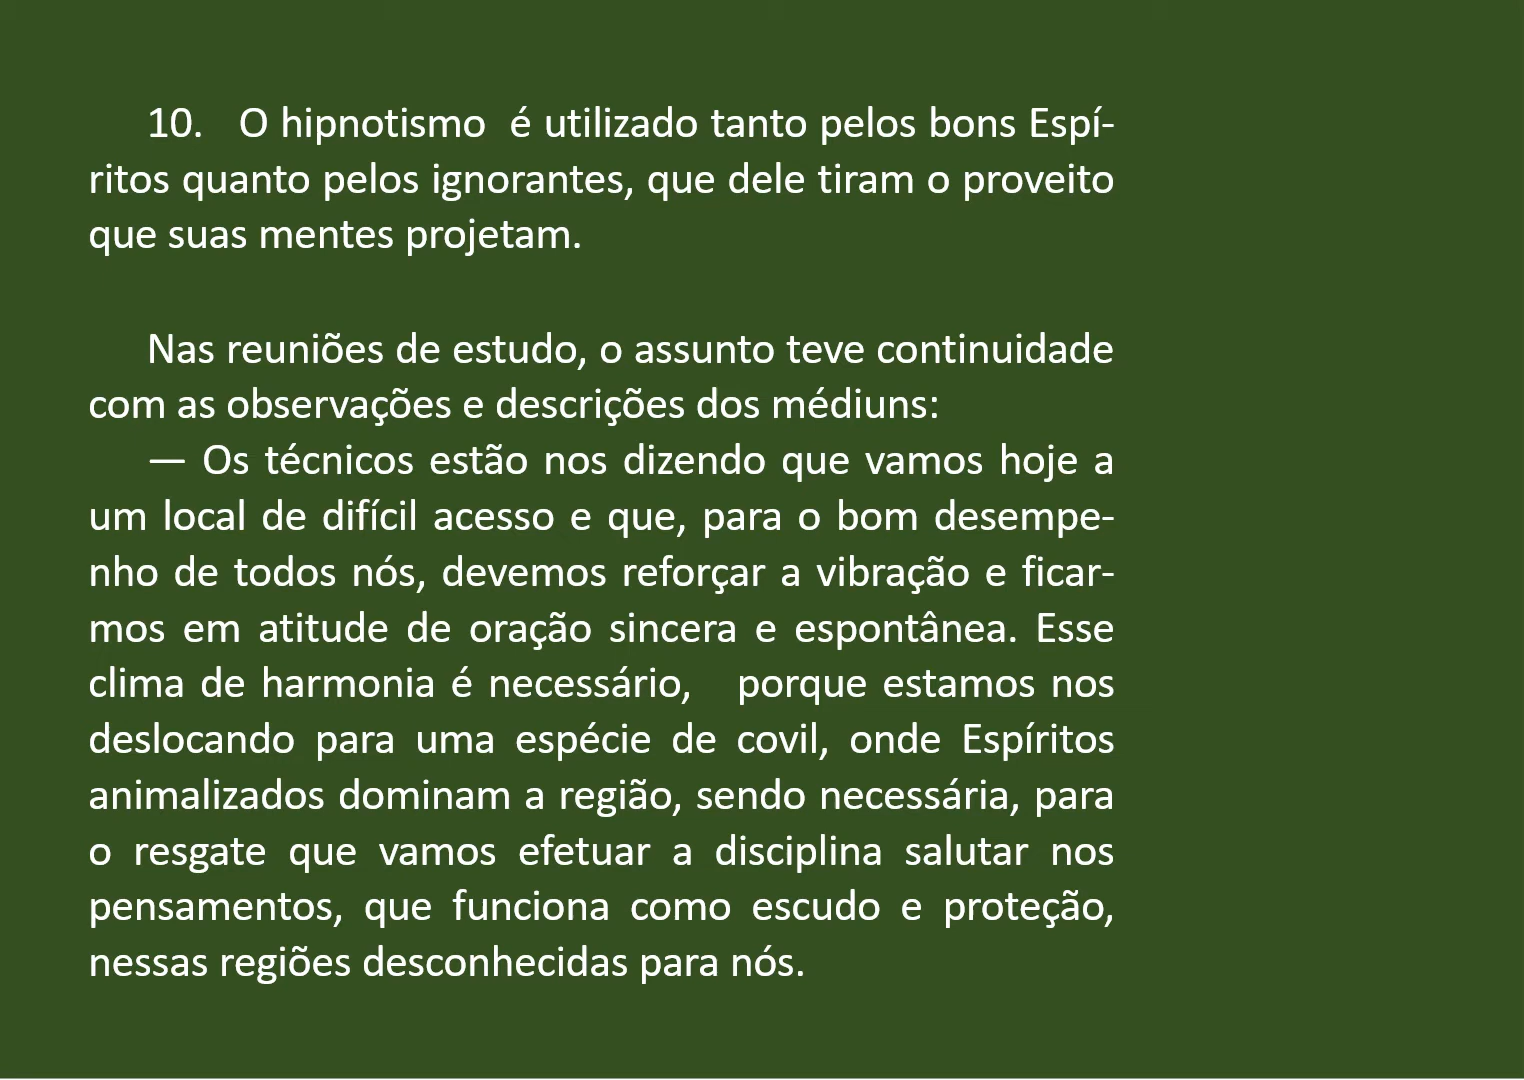 10. O hipnotismo é utilizado tanto pelos bons Espí-
ritos quanto pelos ignorantes, que dele tiram o proveito
que suas mentes projetam.
Nas reuniões de estudo, o assunto teve continuidade
com as observações e descrições dos médiuns:
— Os técnicos estão nos dizendo que vamos hoje a
um local de difícil acesso e que, para o bom desempe-
nho de todos nós, devemos reforçar a vibração e ficar-
mos em atitude de oração sincera e espontânea. Esse
clima de harmonia é necessário, porque estamos nos
deslocando para uma espécie de covil, onde Espíritos
animalizados dominam a região, sendo necessária, para
o resgate que vamos efetuar a disciplina salutar nos
pensamentos, que funciona como escudo e proteção,
nessas regiões desconhecidas para nós.